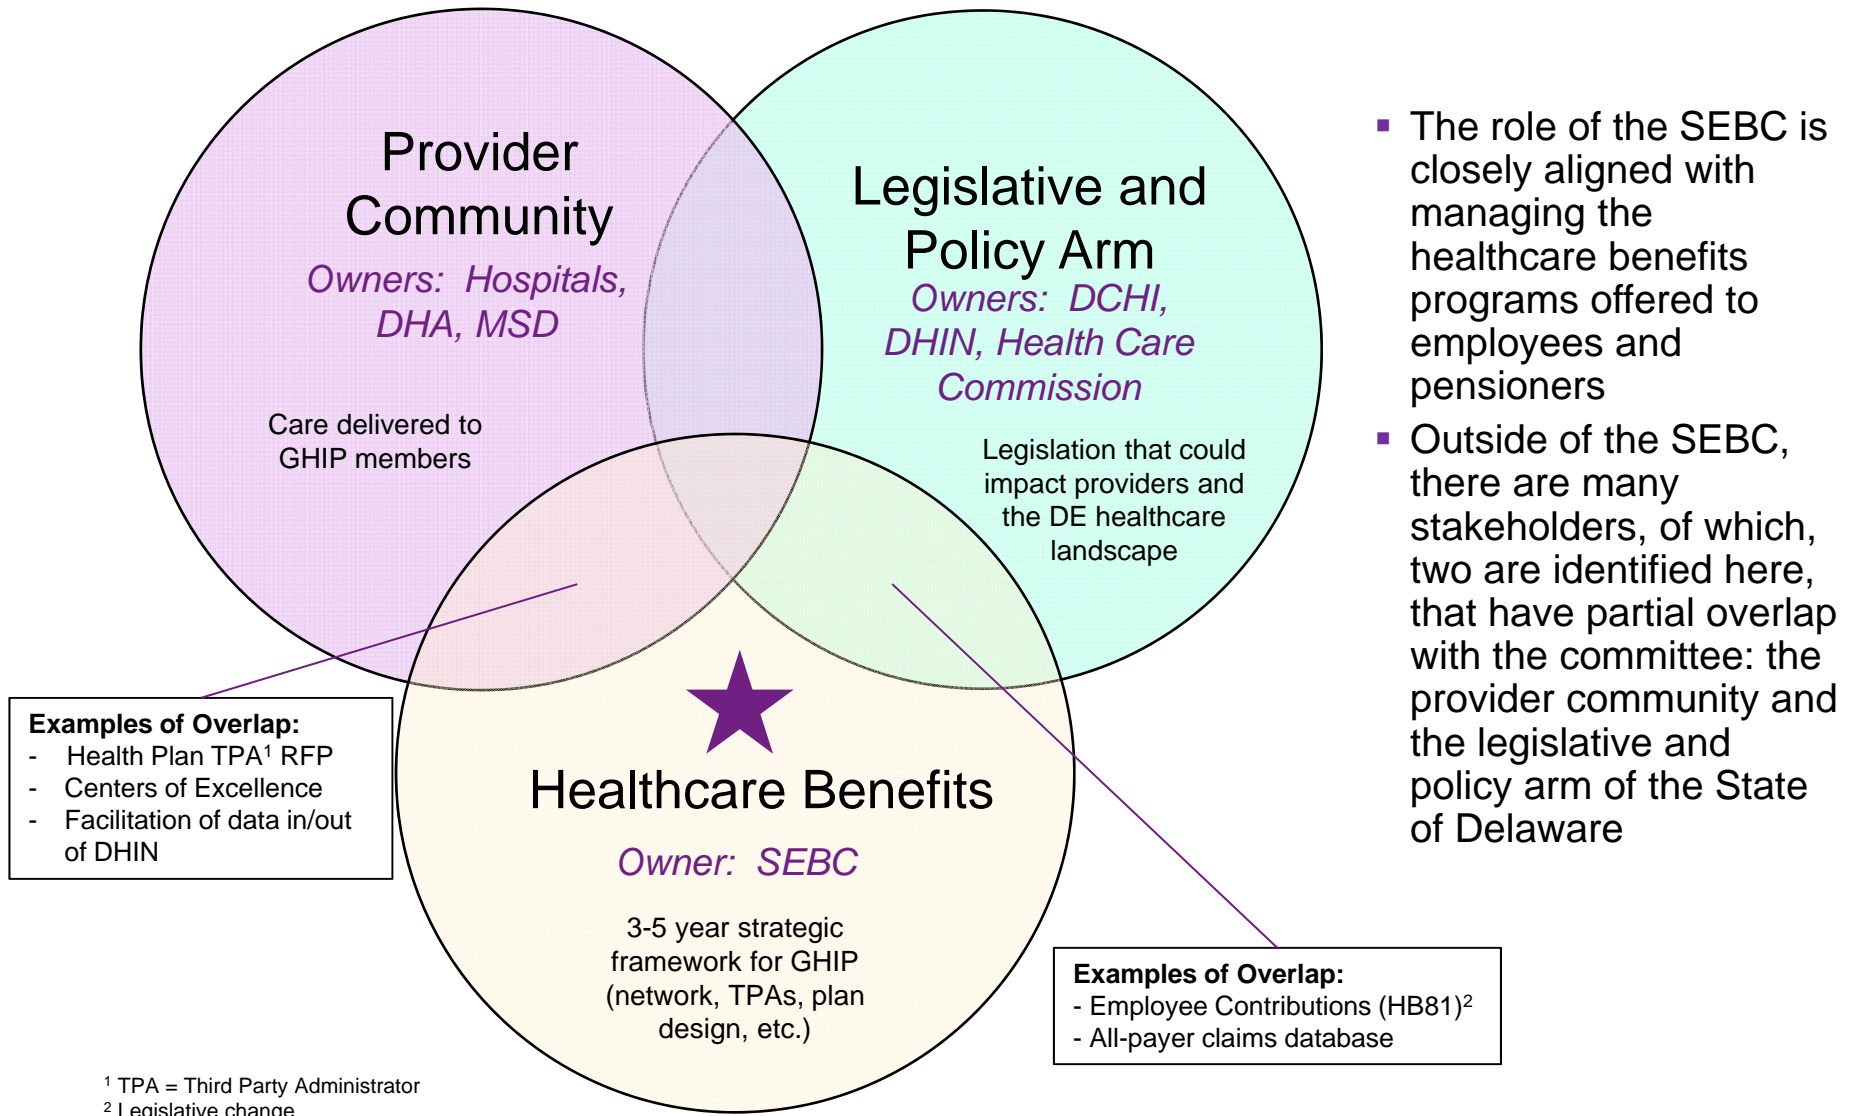 Provider
Community
Owners: Hospitals,
DHA, MSD
Care delivered to
GHIP members
Legislative and
Policy Arm
Owners: DCHI,
DHIN, Health Care
Commission
Legislation that could
impact providers and
the DE healthcare
landscape
Healthcare Benefits
Owner: SEBC
3-5 year strategic
framework for GHIP
(network, TPAs, plan
design, etc.)
Examples of Overlap:
- Health Plan TPA¹ RFP
- Centers of Excellence
- Facilitation of data in/out
of DHIN
Examples of Overlap:
- Employee Contributions (HB81)²
- All-payer claims database
▪ The role of the SEBC is
closely aligned with
managing the
healthcare benefits
programs offered to
employees and
pensioners
▪ Outside of the SEBC,
there are many
stakeholders, of which,
two are identified here,
that have partial overlap
with the committee: the
provider community and
the legislative and
policy arm of the State
of Delaware
¹ TPA = Third Party Administrator
² Legislative change